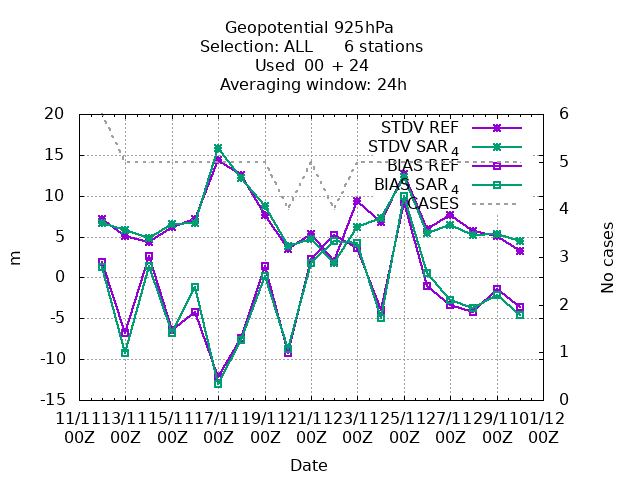 Geopotential 925hPa
Selection: ALL 6 stations
Used 00 + 24
Averaging window: 24h
20 6
STDV REF
STDV SAR 4
15 5
BIAS REF
BIAS SAR 4
10 4
CASES
5 3
m
No cases
0
-5 2
-10 1
-15 0
11/11 13/11 15/11 17/11 19/11 21/11 23/11 25/11 27/11 29/11 01/12
00Z 00Z 00Z 00Z 00Z 00Z 00Z 00Z 00Z 00Z 00Z
Date